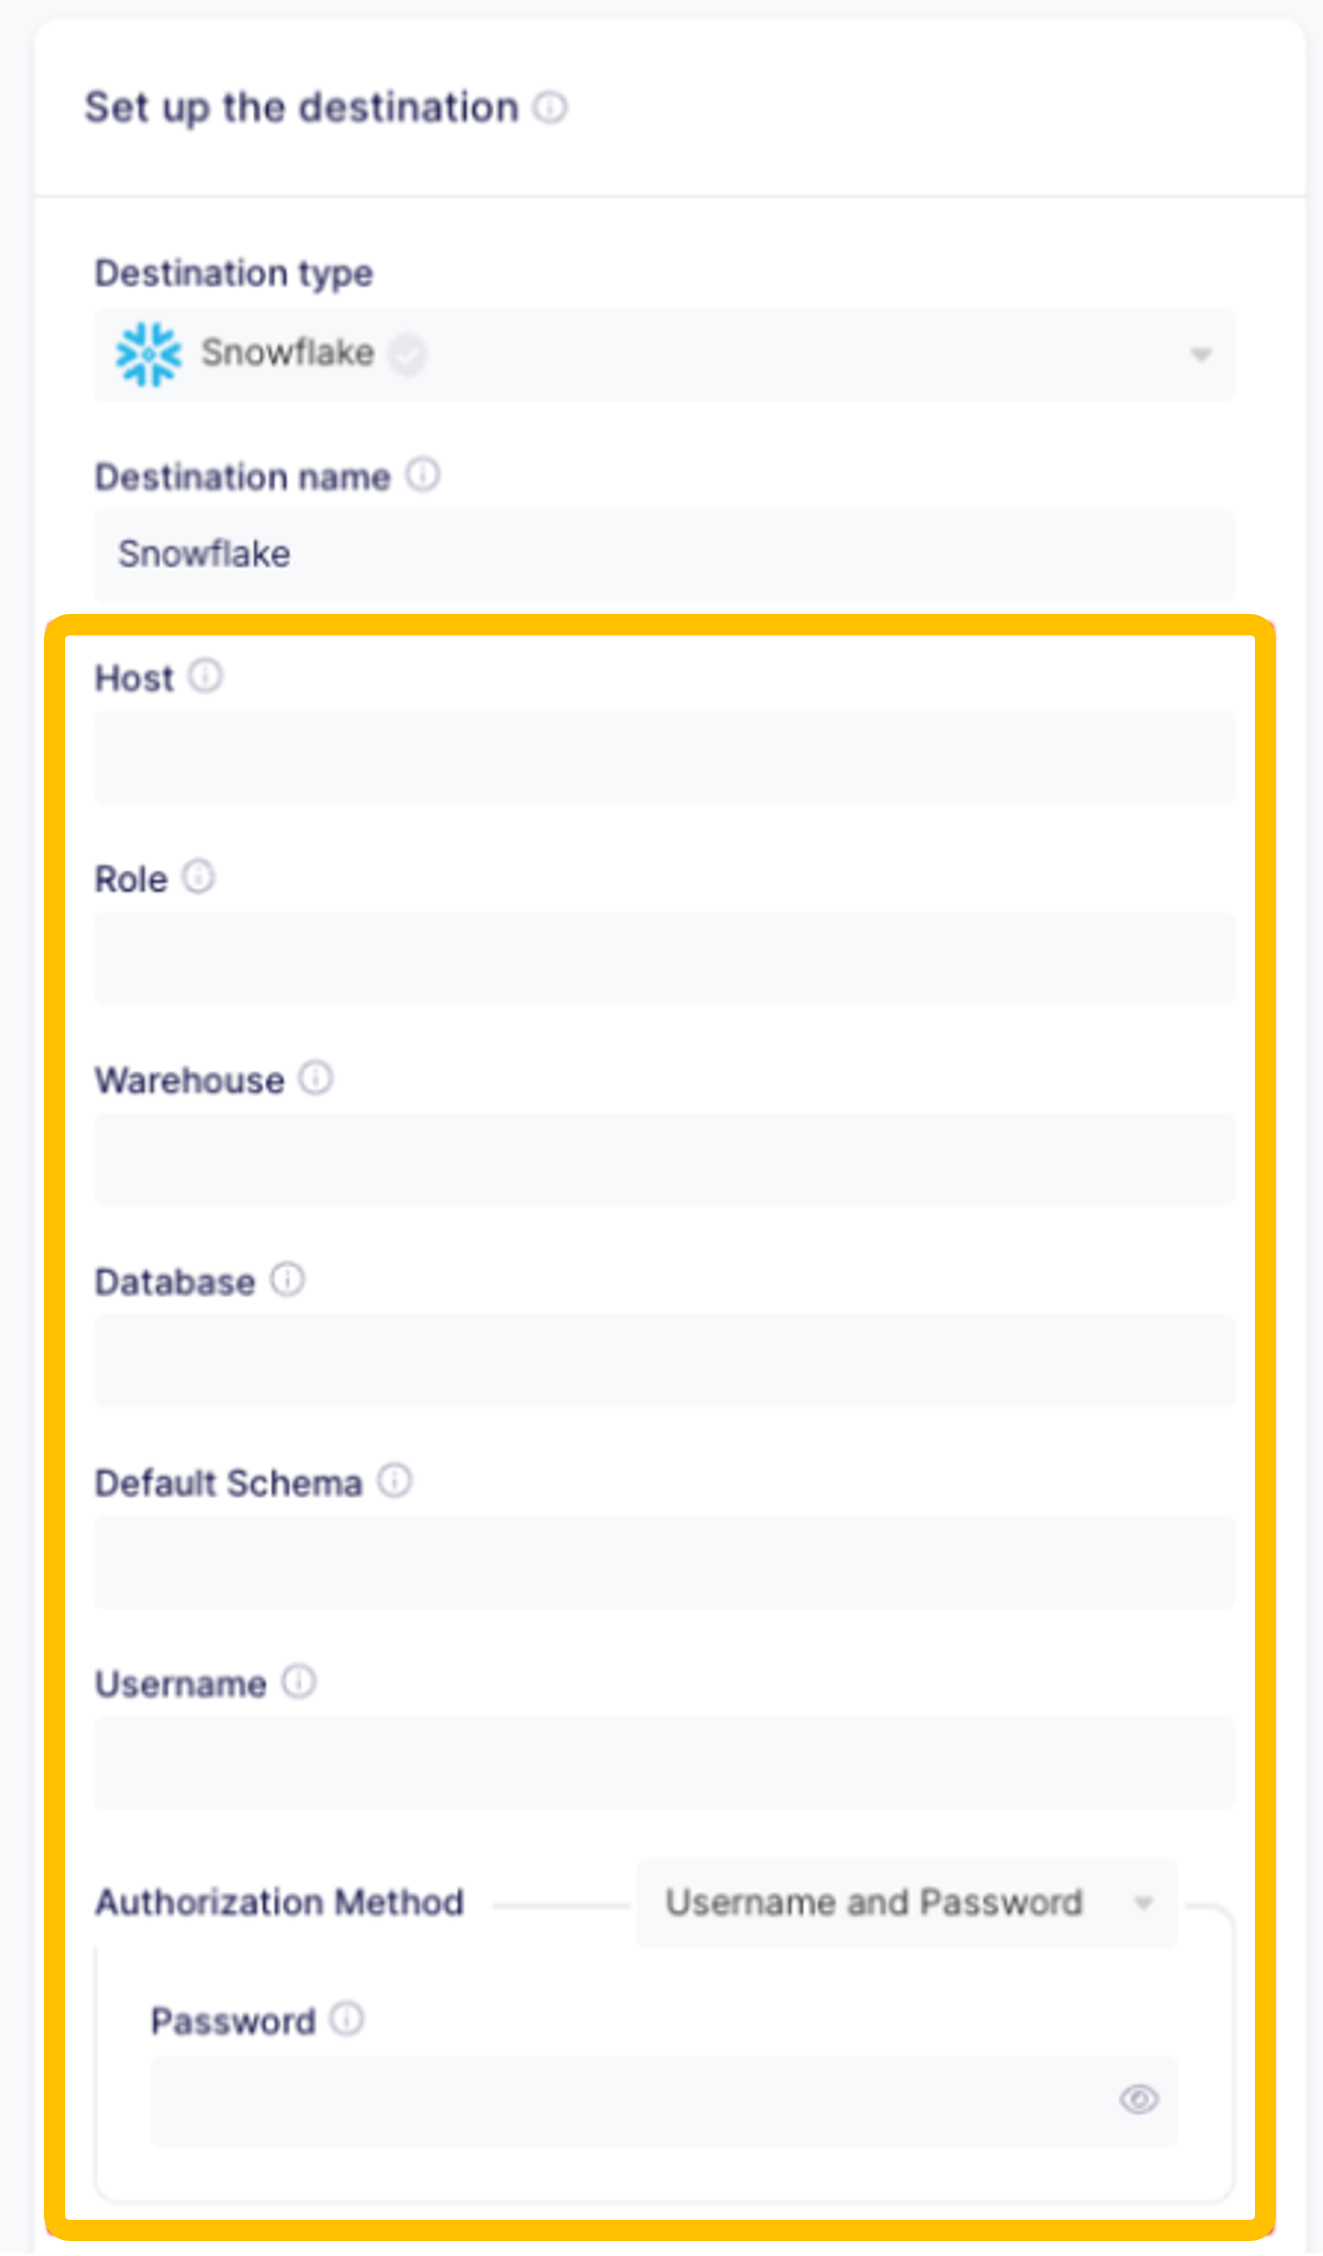 Set up the destination
Destination type
Snowflake
Destination name
Snowflake
Host
Role
Warehouse
Database
Default Schema
Username
Authorization Method Username and Password
Password